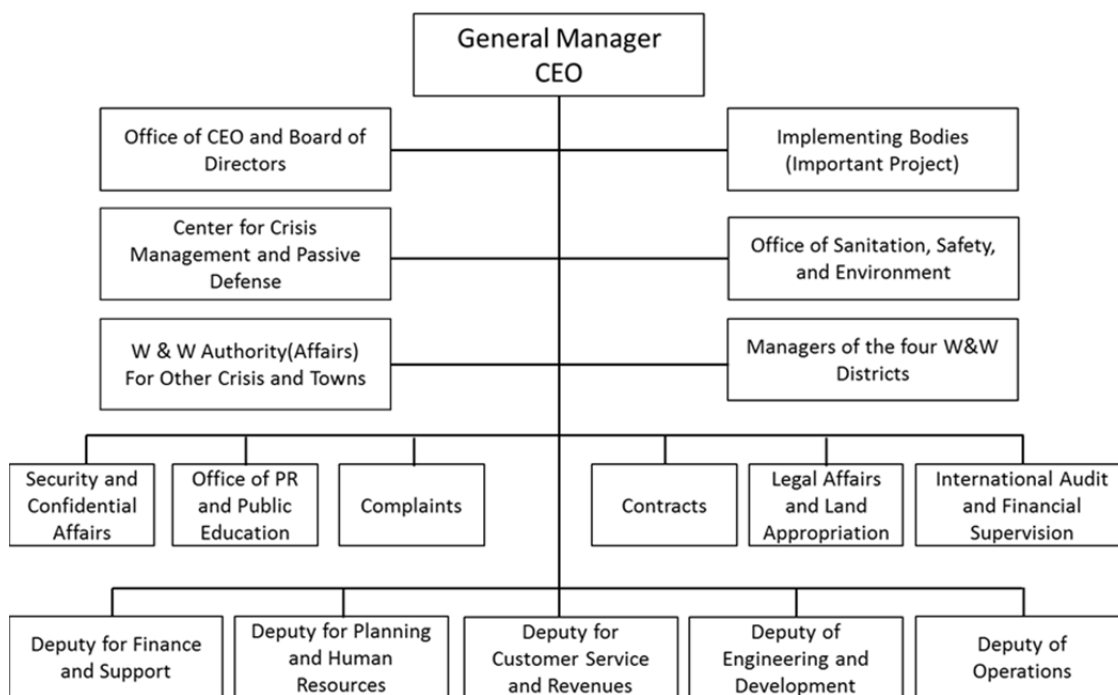 General Manager
CEO
Office of CEO and Board of
Directors
Implementing Bodies
(Important Project)
Center for Crisis
Management and Passive
Defense
Office of Sanitation, Safety,
and Environment
W & W Authority(Affairs)
For Other Crisis and Towns
Managers of the four W&W
Districts
Security and
Confidential
Affairs
Office of PR
and Public
Education
Complaints
Contracts
Legal Affairs
and Land
Appropriation
International Audit
and Financial
Supervision
Deputy for Finance
and Support
Deputy for Planning
and Human
Resources
Deputy for
Customer Service
and Revenues
Deputy of
Engineering and
Development
Deputy of
Operations